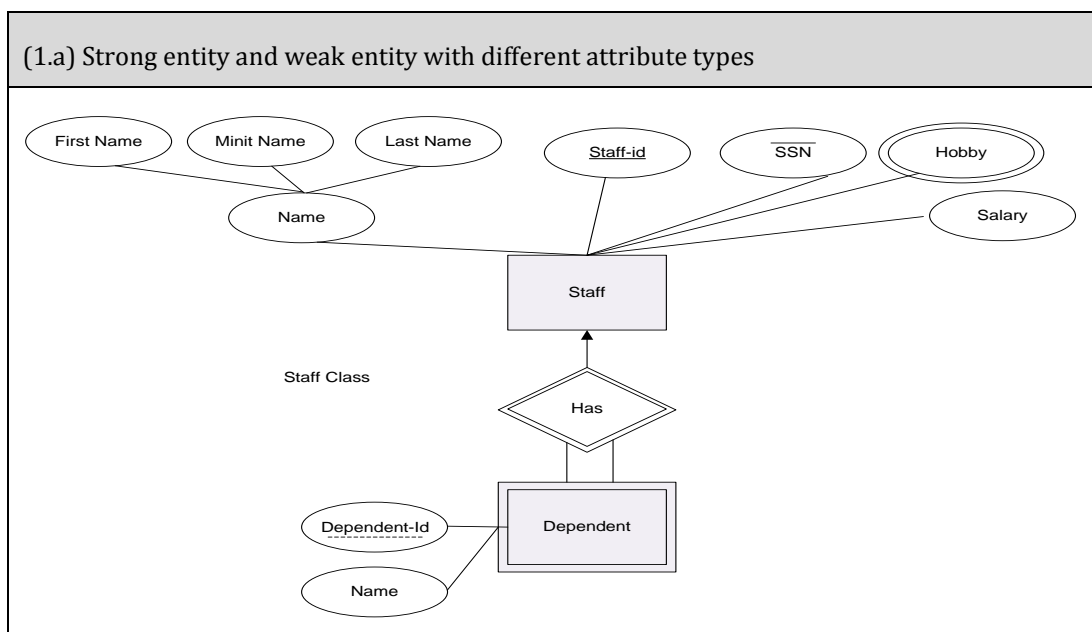 (1.a) Strong entity and weak entity with different attribute types
First Name
Minit Name
Last Name
Staff-id
SSN
Hobby
Name
Salary
Staff
Staff Class
Has
Dependent-Id
Dependent
Name